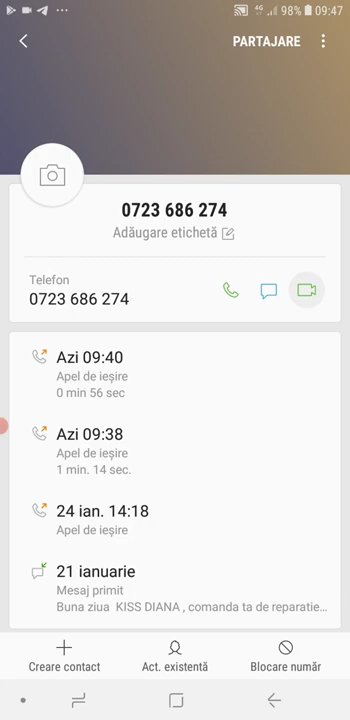 4G 98% 09:47
PARTAJARE
0723 686 274
Adăugare etichetă
Telefon
0723 686 274
Azi 09:40
Apel de ieșire
0 min 56 sec
Azi 09:38
Apel de ieșire
1 min. 14 sec.
24 ian. 14:18
Apel de ieșire
21 ianuarie
Mesaj primit
Buna ziua KISS DIANA , comanda ta de reparatie...
Creare contact
Act. existentă
Blocare număr